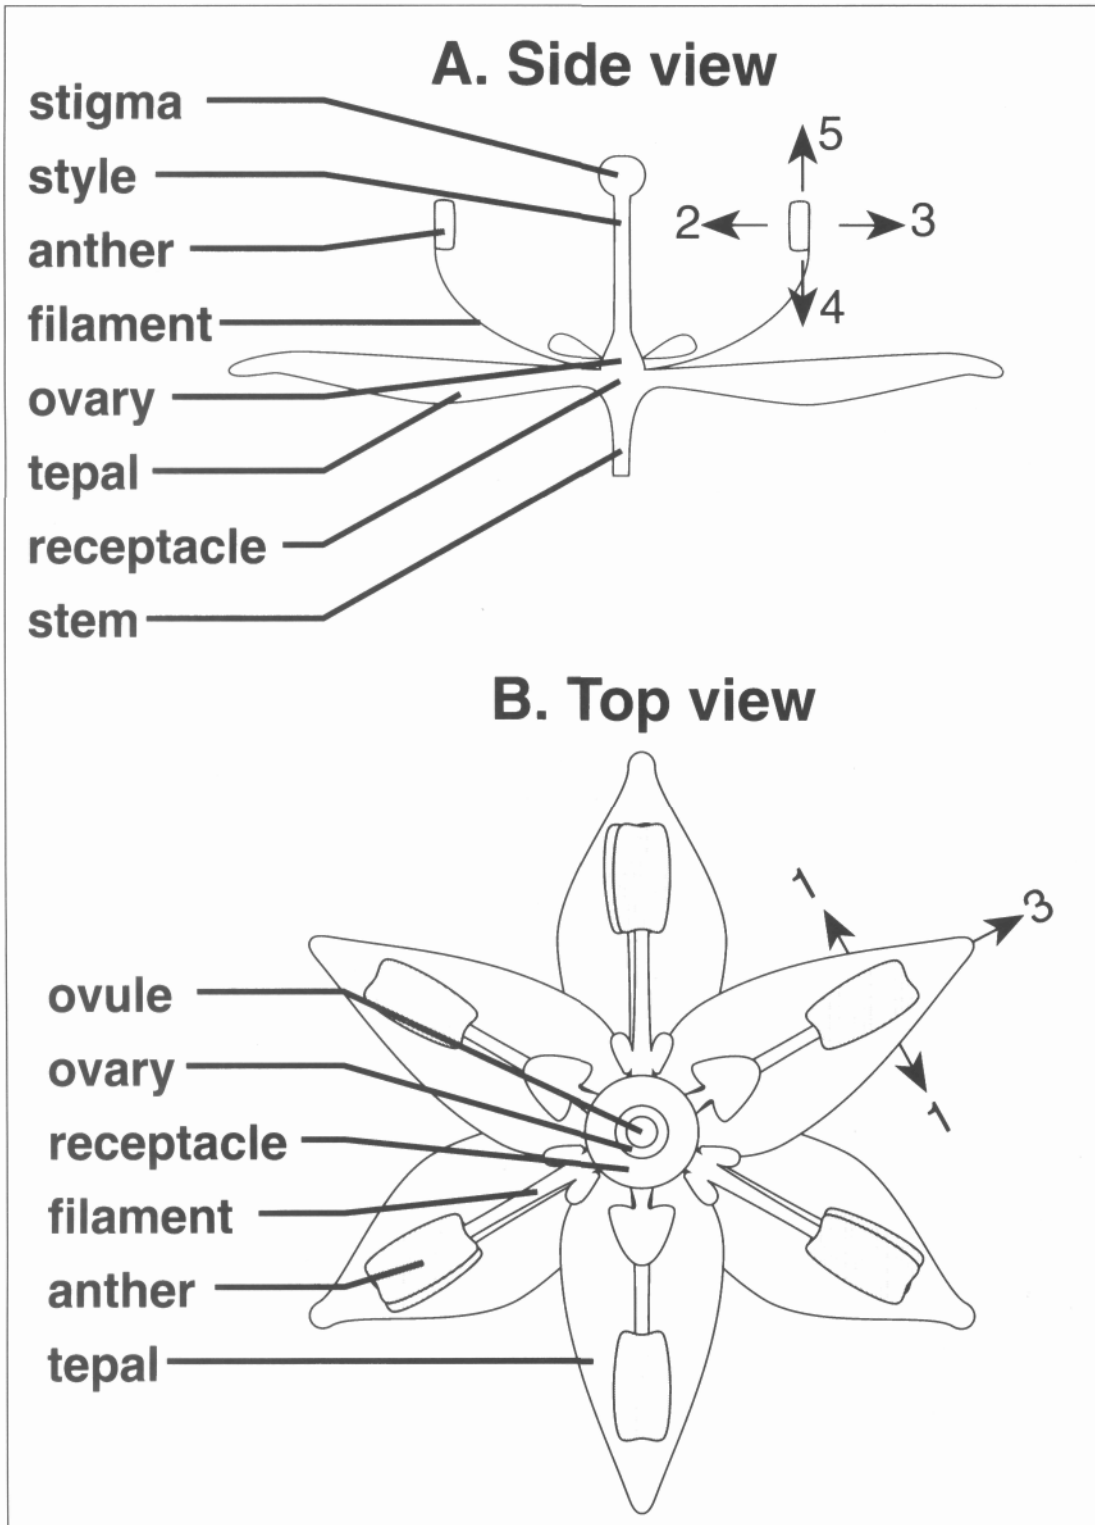 A. Side view
stigma
style
anther
filament
ovary
tepal
receptacle
stem
5
2
3
4
B. Top view
1
3
1
ovule
ovary
receptacle
filament
anther
tepal